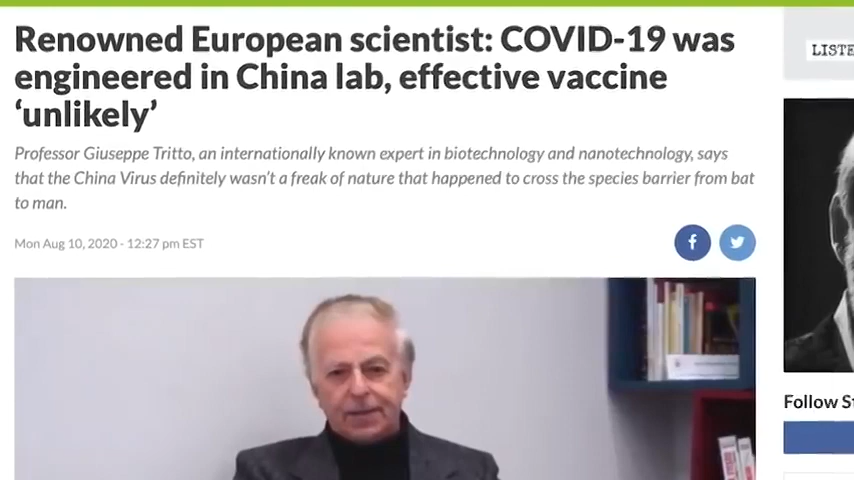 Renowned European scientist: COVID-19 was
engineered in China lab, effective vaccine
‘unlikely’
Professor Giuseppe Tritto, an internationally known expert in biotechnology and nanotechnology, says
that the China Virus definitely wasn't a freak of nature that happened to cross the species barrier from bat
to man.
Mon Aug 10, 2020 - 12:27 pm EST
Follow